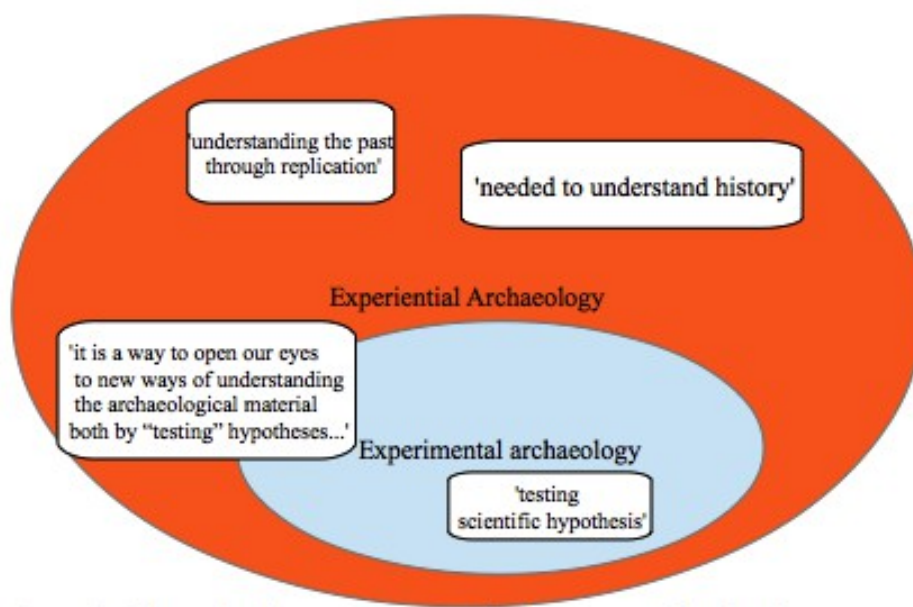 'understanding the past
through replication'
'needed to understand history'
Experiential Archaeology
'it is a way to open our eyes
to new ways of understanding
the archaeological material
both by “testing” hypotheses...'
Experimental archaeology
'testing
scientific hypothesis'